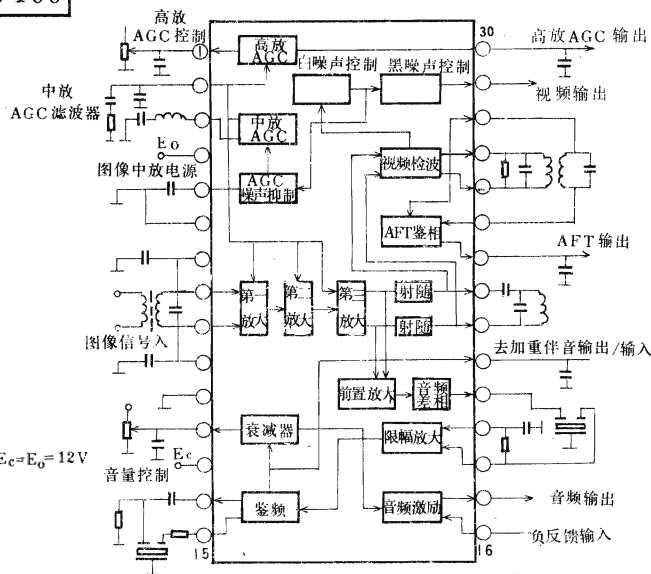 高放
AGC控制
1
中放
AGC滤波器
Eo
图像中放电源
图像信号入
Ec=Eo=12V
Ec
音量控制
15
高放
AGC
白噪声控制
黑噪声控制
中放
AGC
AGC
噪声抑制
视频检波
AFT鉴相
第一
放大
第二
放大
第三
放大
射随
射随
前置放大
音频
差相
衰减器
限幅放大
鉴频
音频激励
30
高放AGC输出
视频输出
AFT输出
去加重伴音输出/输入
音频输出
负反馈输入
16